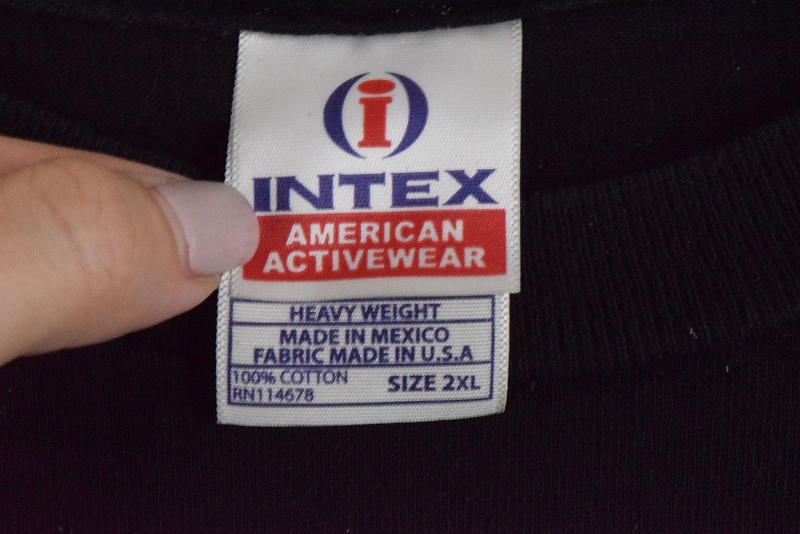 i
INTEX
AMERICAN
ACTIVEWEAR
HEAVY WEIGHT
MADE IN MEXICO
FABRIC MADE IN U.S.A
100% COTTON
RN114678
SIZE 2XL